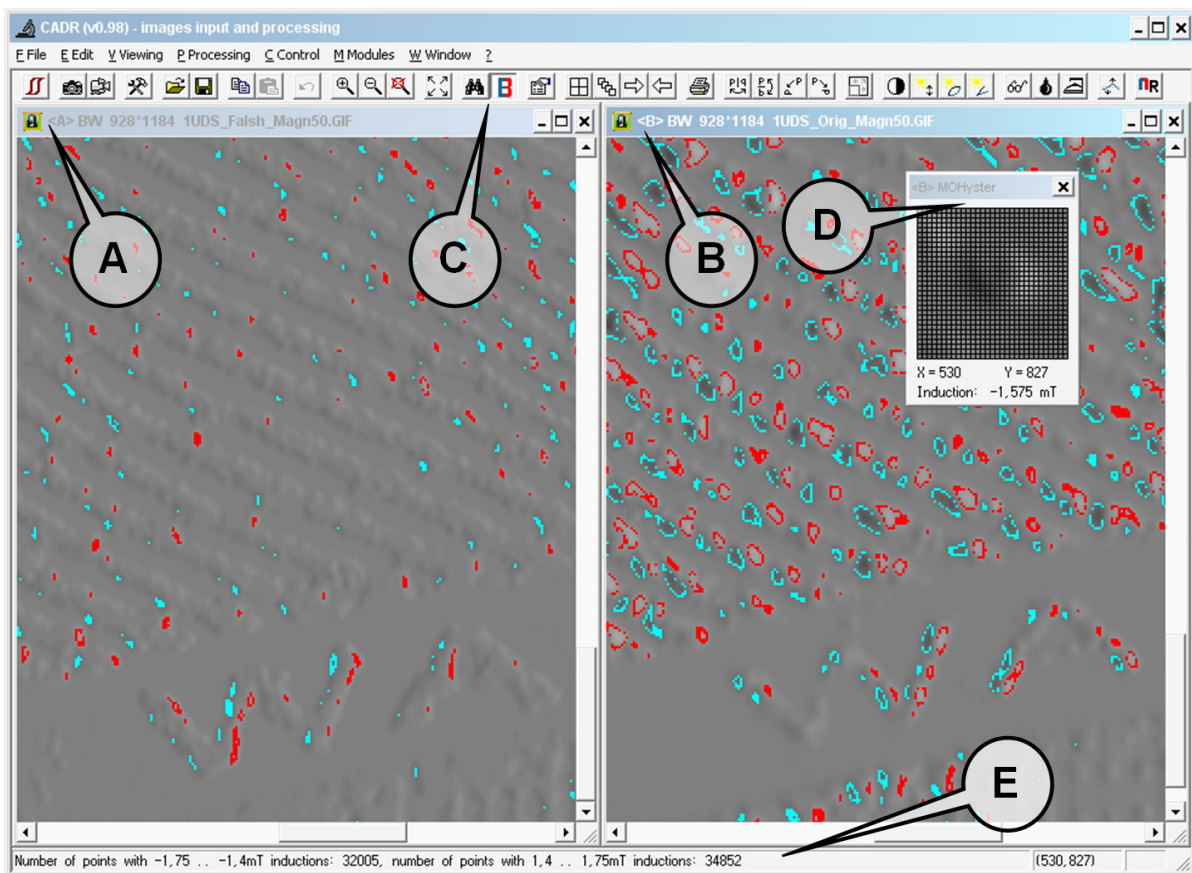 CADR (v0.98) - images input and processing
F File E Edit V Viewing P Processing C Control M Modules W Window ?
<A> BW 928*1184 1UDS_Falsh_Magn50.GIF
<B> BW 928*1184 1UDS_Orig_Magn50.GIF
<B> MOHyster
A
C
B
D
X = 530 Y = 827
Induction: -1,575 mT
E
Number of points with -1,75 .. -1,4mT inductions: 32005, number of points with 1,4 .. 1,75mT inductions: 34852
(530,827)